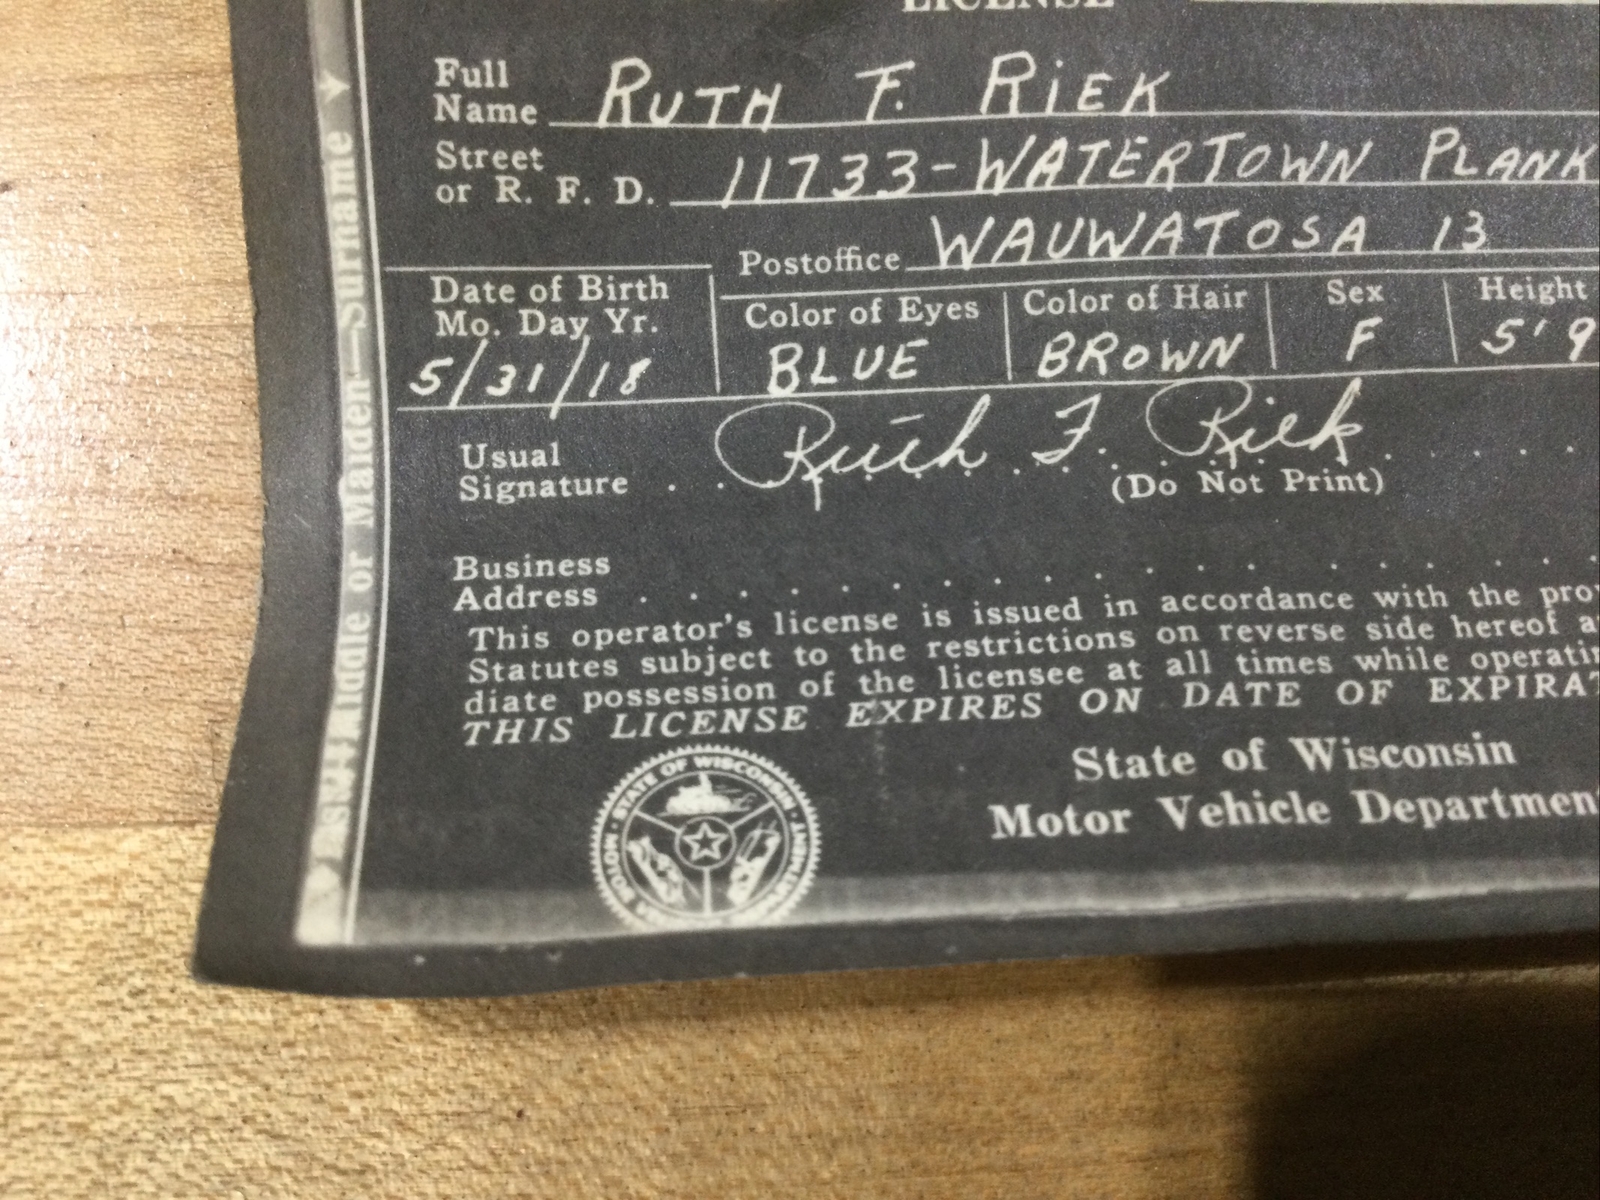 LICENSE
Full Name RUTH F. RIEK
Street or R. F. D. 11733-WATERTOWN PLANK
Postoffice WAUWATOSA 13
Date of Birth
Mo. Day Yr.
5/31/18
Color of Eyes
BLUE
Color of Hair
BROWN
Sex
F
Height
5'9
Usual Signature Ruth F. Riek
(Do Not Print)
Business Address
This operator's license is issued in accordance with the pro
Statutes subject to the restrictions on reverse side hereof a
diate possession of the licensee at all times while operatin
THIS LICENSE EXPIRES ON DATE OF EXPIRAT
STATE OF WISCONSIN
State of Wisconsin
Motor Vehicle Department
Middle or Maiden—Surname